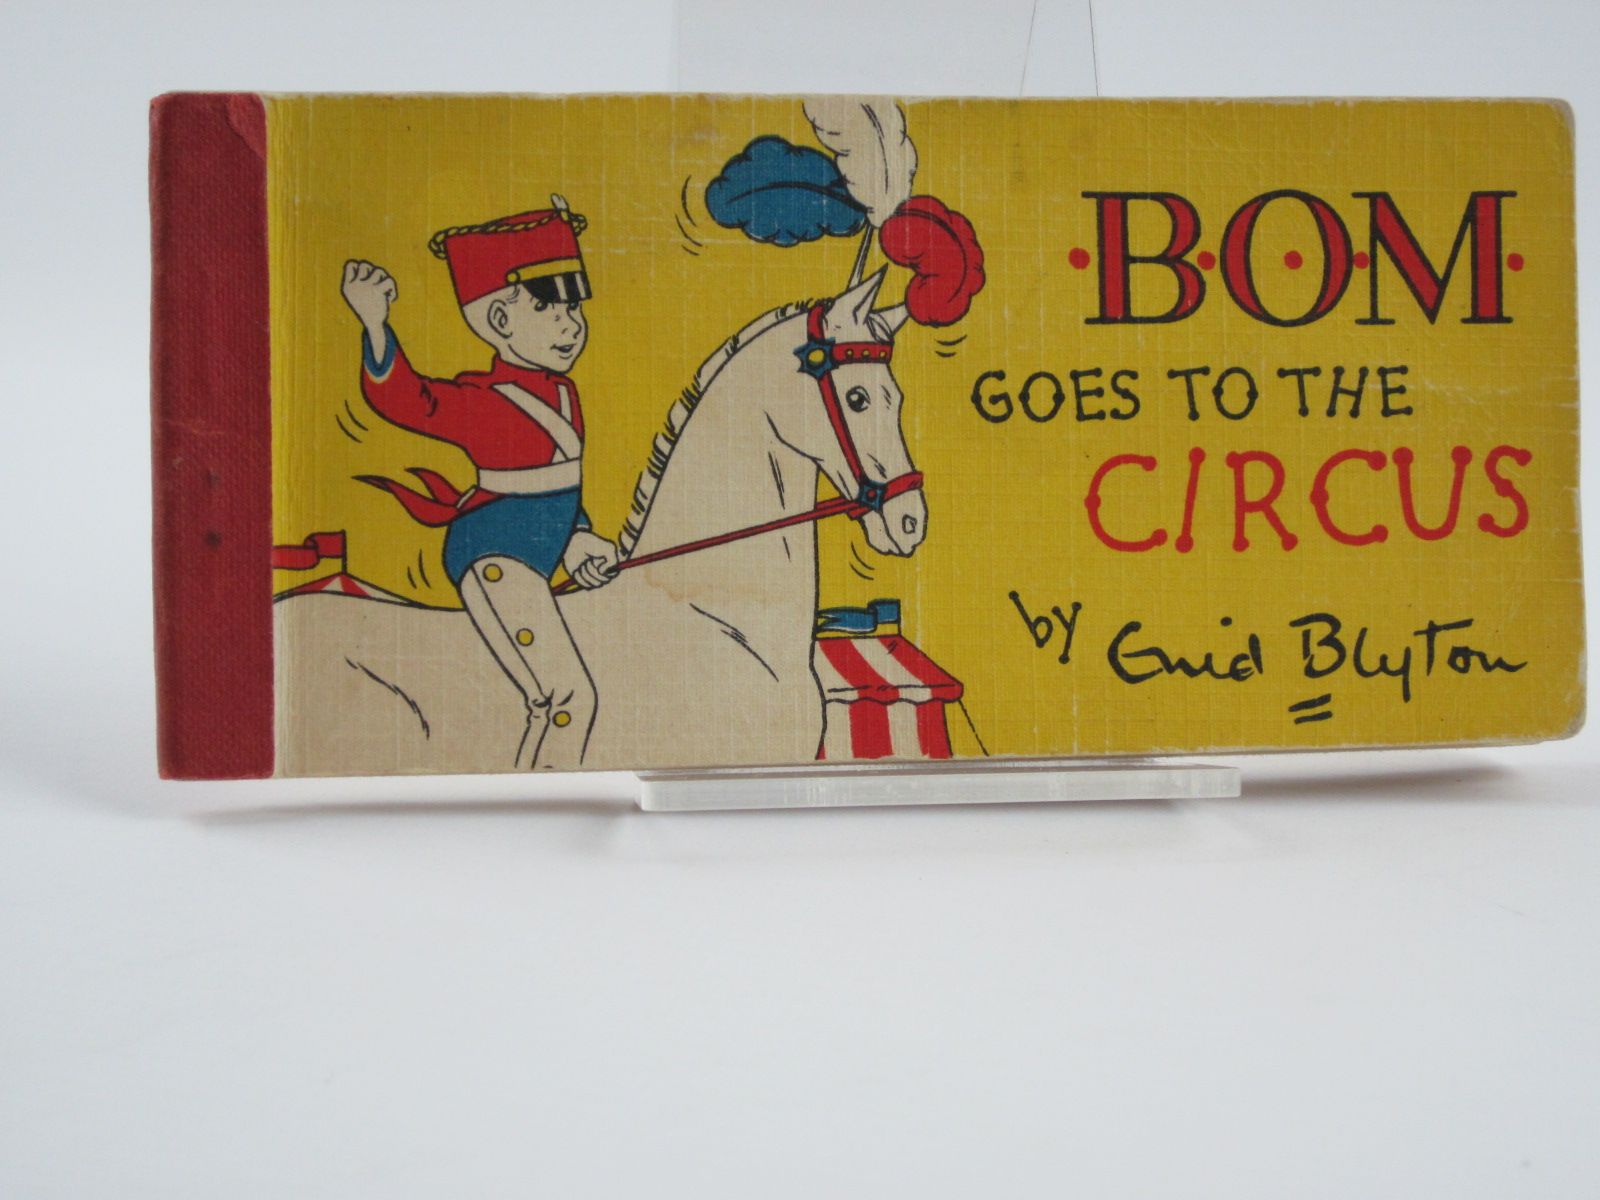 ·B·O·M·
GOES TO THE
CIRCUS
by Enid Blyton